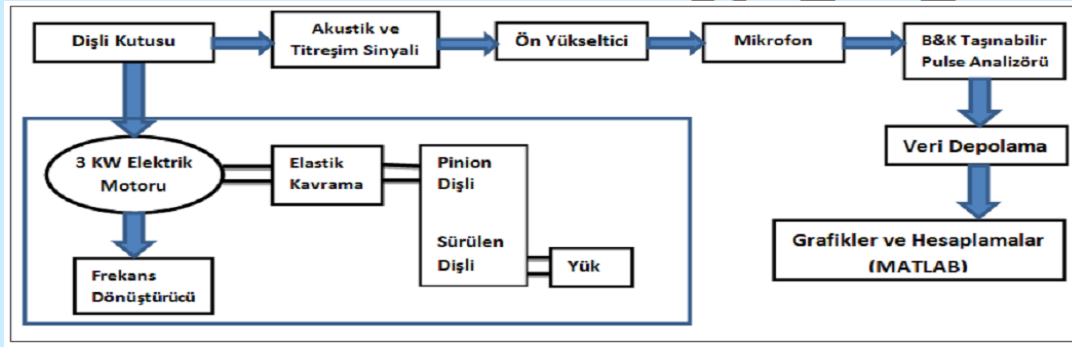 Dişli Kutusu
Akustik ve
Titreşim Sinyali
Ön Yükseltici
Mikrofon
B&K Taşınabilir
Pulse Analizörü
3 KW Elektrik
Motoru
Elastik
Kavrama
Pinion
Dişli
Veri Depolama
Sürülen
Dişli
Yük
Frekans
Dönüştürücü
Grafikler ve Hesaplamalar
(MATLAB)